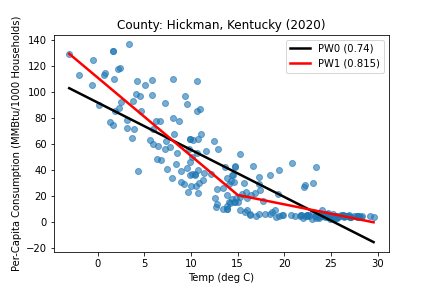 County: Hickman, Kentucky (2020)
PW0 (0.74)
PW1 (0.815)
Per-Capita Consumption (MMBtu/1000 Households)
140
120
100
80
60
40
20
0
−20
0 5 10 15 20 25 30
Temp (deg C)